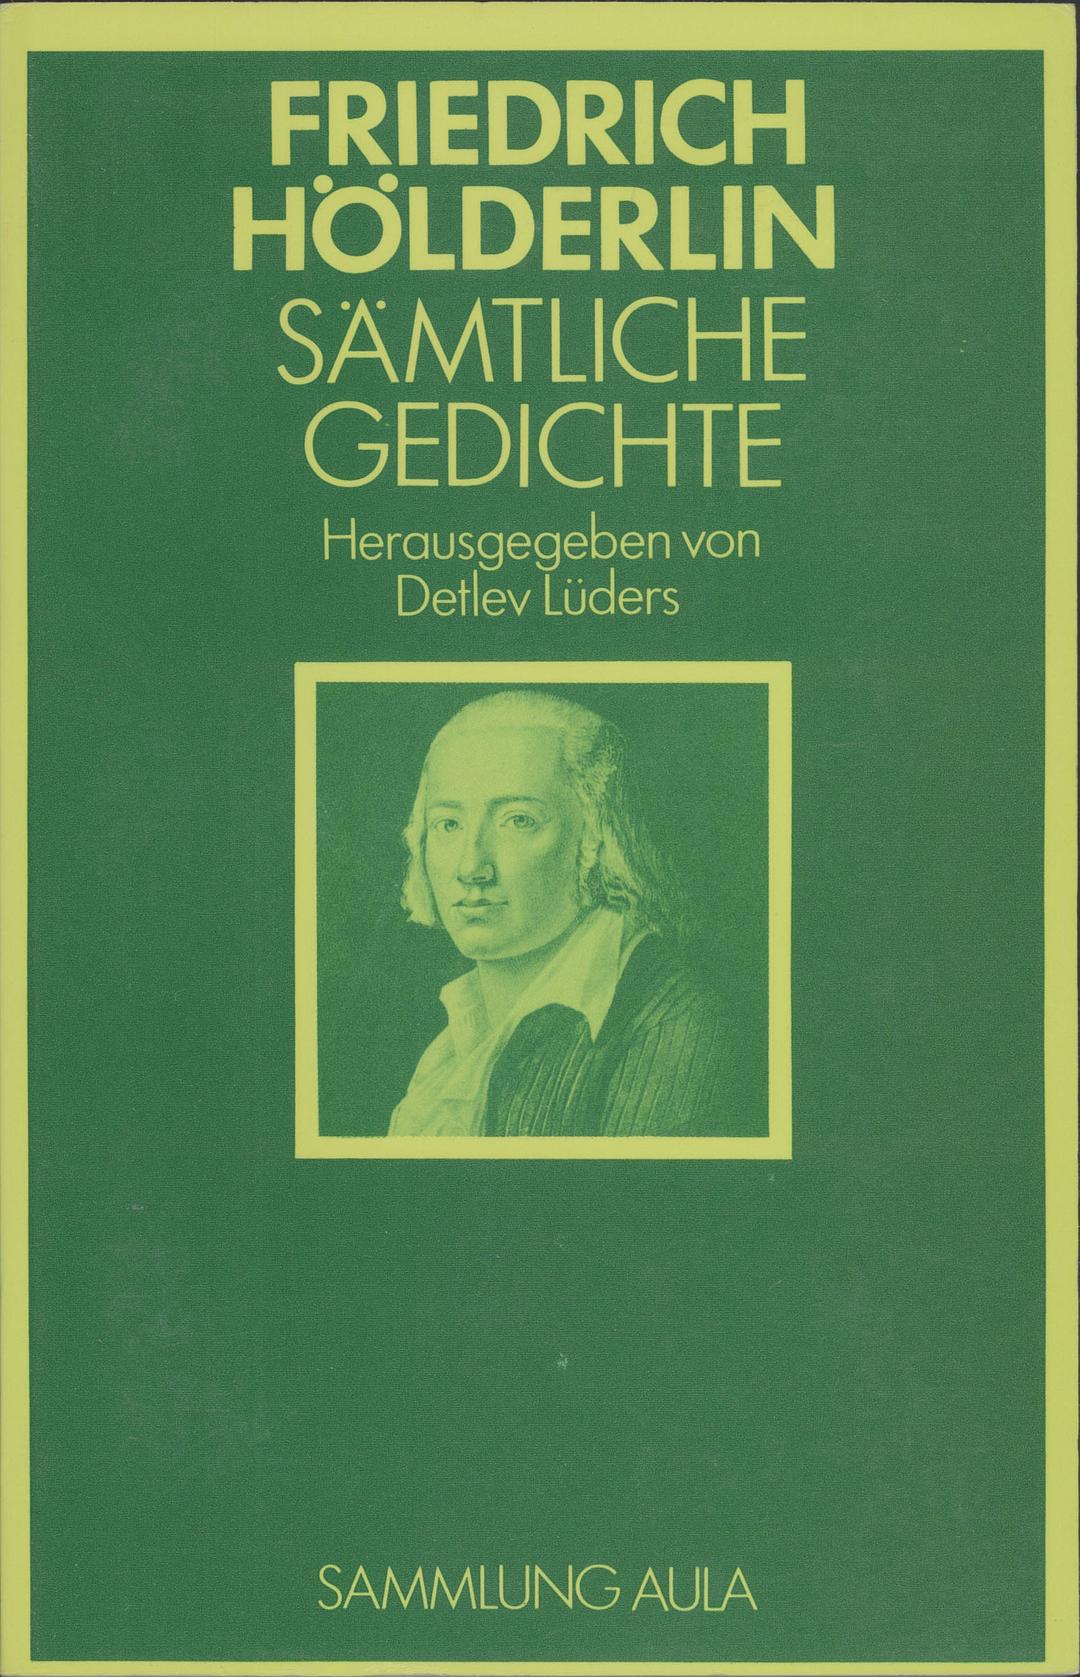 FRIEDRICH
HÖLDERLIN
SÄMTLICHE
GEDICHTE
Herausgegeben von
Detlev Lüders
SAMMLUNG AULA